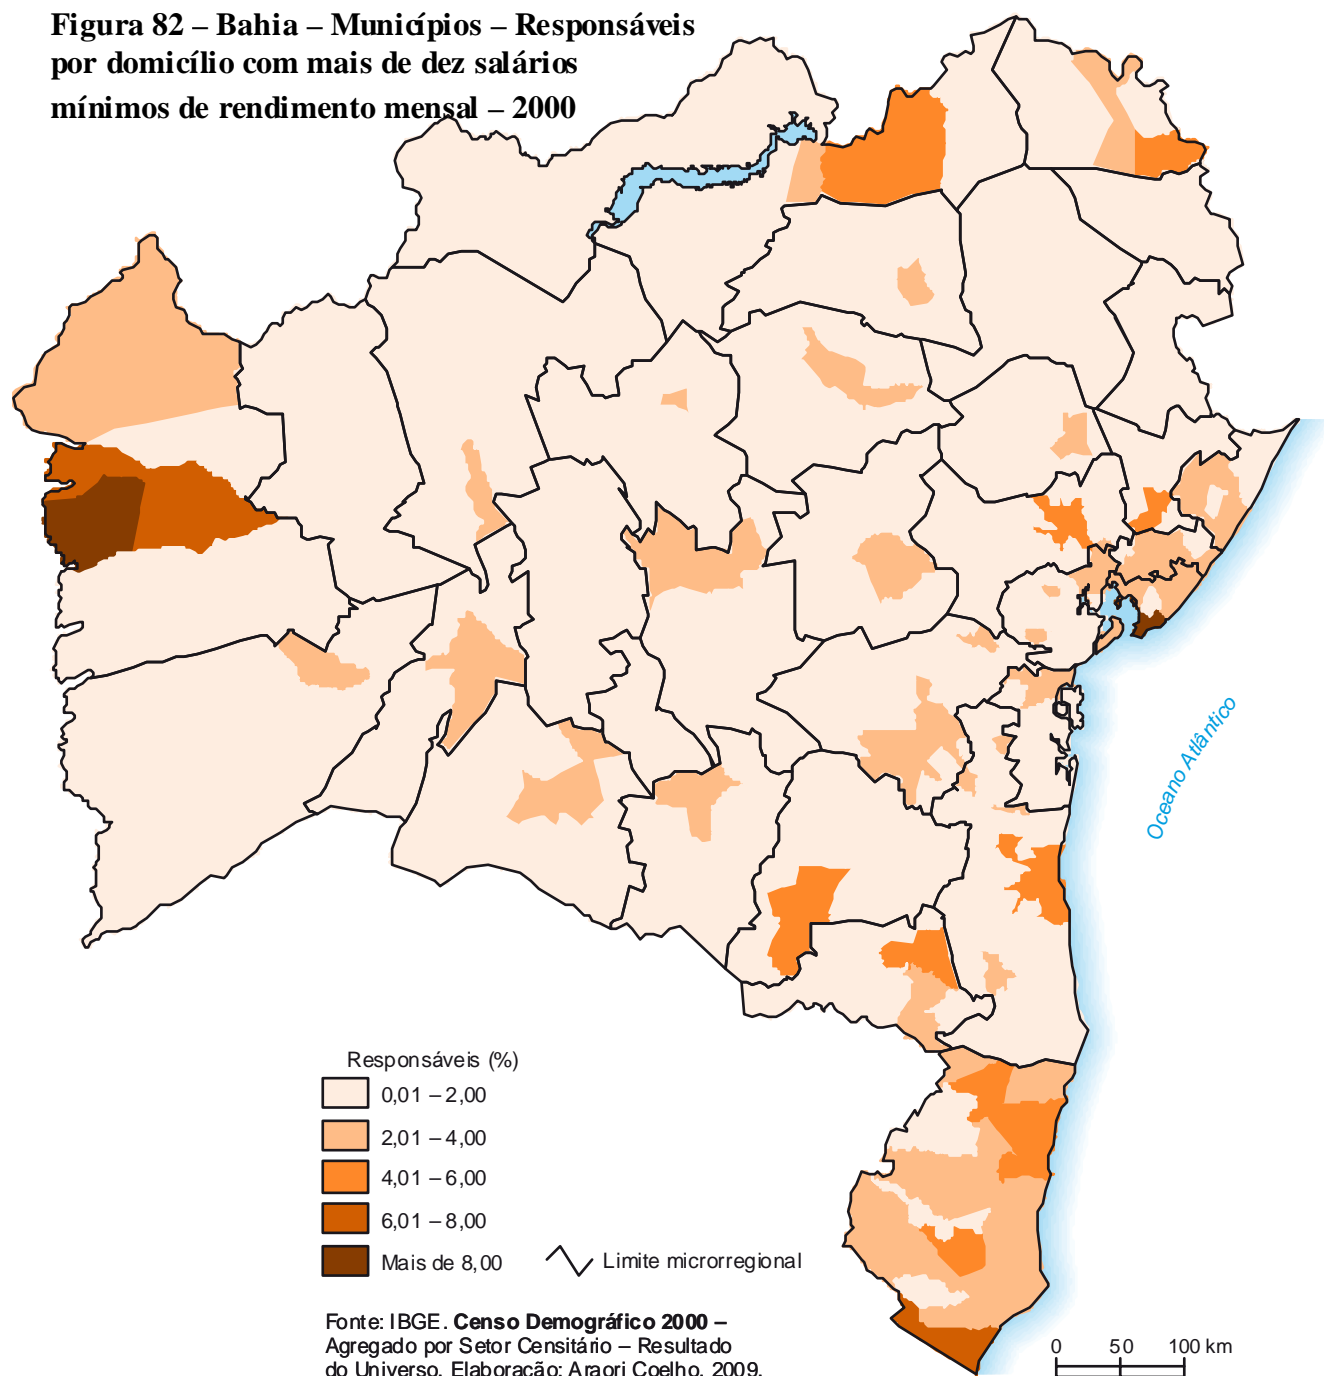 Figura 82 – Bahia – Municípios – Responsáveis
por domicílio com mais de dez salários
mínimos de rendimento mensal – 2000
Oceano Atlântico
Responsáveis (%)
0,01 – 2,00
2,01 – 4,00
4,01 – 6,00
6,01 – 8,00
Mais de 8,00
Limite microrregional
Fonte: IBGE. Censo Demográfico 2000 –
Agregado por Setor Censitário – Resultado
do Universo. Elaboração: Araori Coelho, 2009.
0 50 100 km